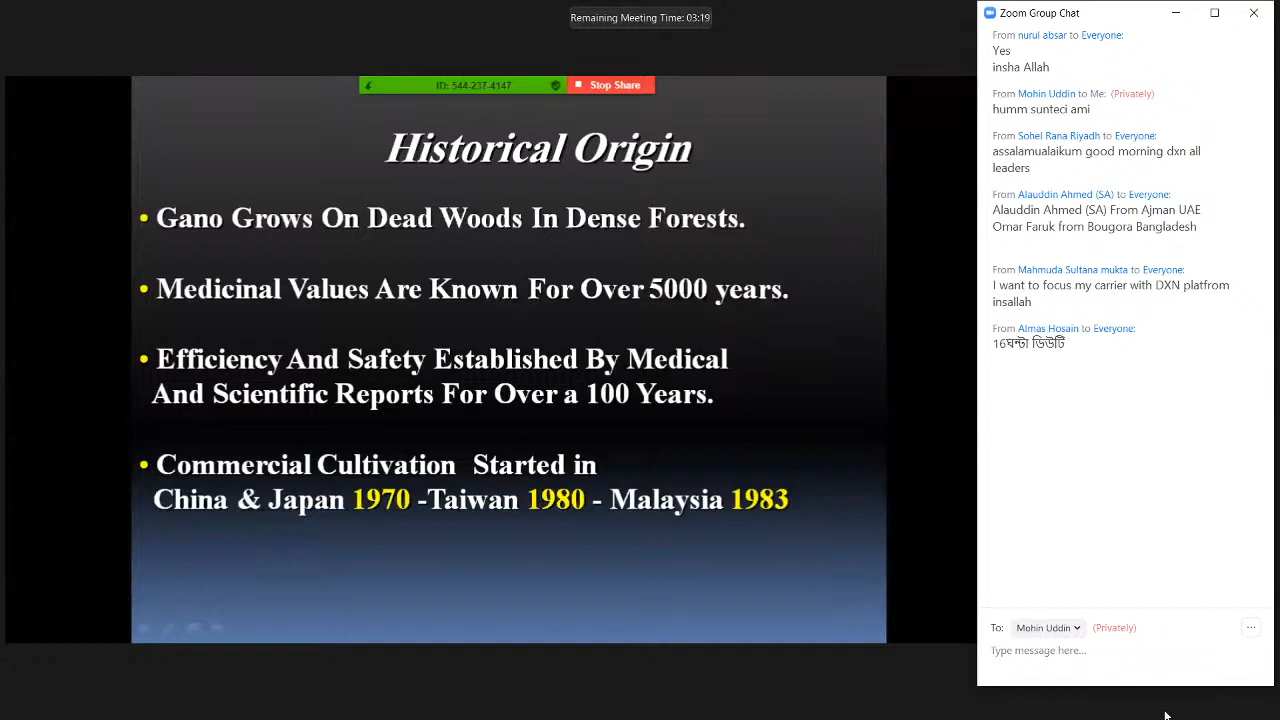 Remaining Meeting Time: 03:19
ID: 544-237-4147
Stop Share
Historical Origin
• Gano Grows On Dead Woods In Dense Forests.
• Medicinal Values Are Known For Over 5000 years.
• Efficiency And Safety Established By Medical
And Scientific Reports For Over a 100 Years.
• Commercial Cultivation Started in
China & Japan 1970 -Taiwan 1980 - Malaysia 1983
Zoom Group Chat
From nurul absar to Everyone:
Yes
insha Allah
From Mohin Uddin to Me: (Privately)
humm sunteci ami
From Sohel Rana Riyadh to Everyone:
assalamualaikum good morning dxn all
leaders
From Alauddin Ahmed (SA) to Everyone:
Alauddin Ahmed (SA) From Ajman UAE
Omar Faruk from Bougora Bangladesh
From Mahmuda Sultana mukta to Everyone:
I want to focus my carrier with DXN platfrom
insallah
From Almas Hosain to Everyone:
16ঘন্টা ডিউটি
To: Mohin Uddin (Privately)
...
Type message here...